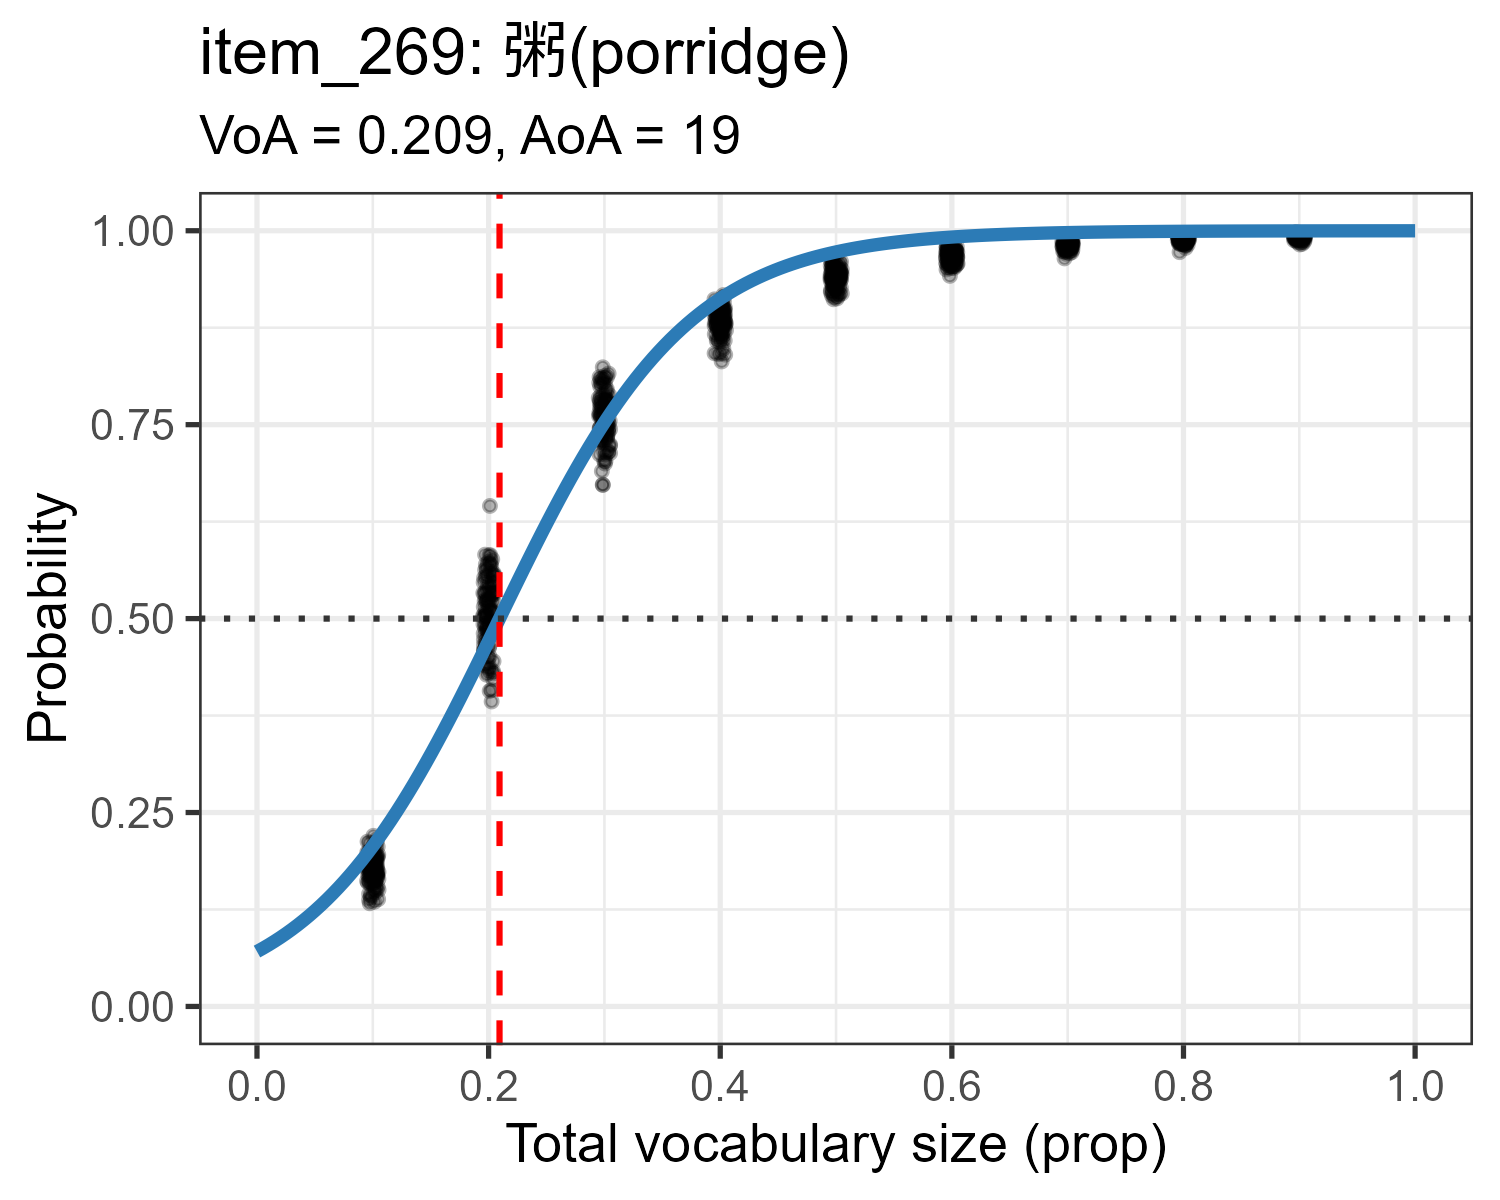 item_269: 粥(porridge)
VoA = 0.209, AoA = 19
1.00
0.75
0.50
0.25
0.00
Probability
0.0 0.2 0.4 0.6 0.8 1.0
Total vocabulary size (prop)